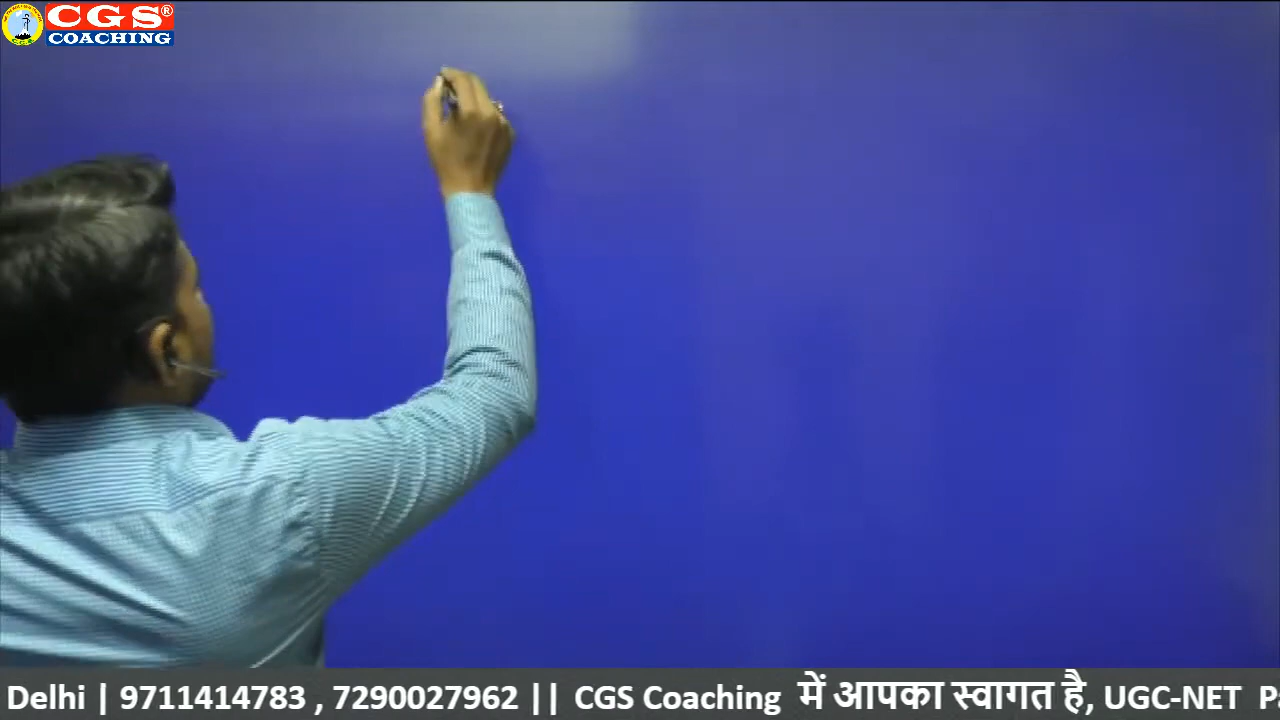 CGS®
COACHING
Delhi | 9711414783 , 7290027962 || CGS Coaching में आपका स्वागत है, UGC-NET